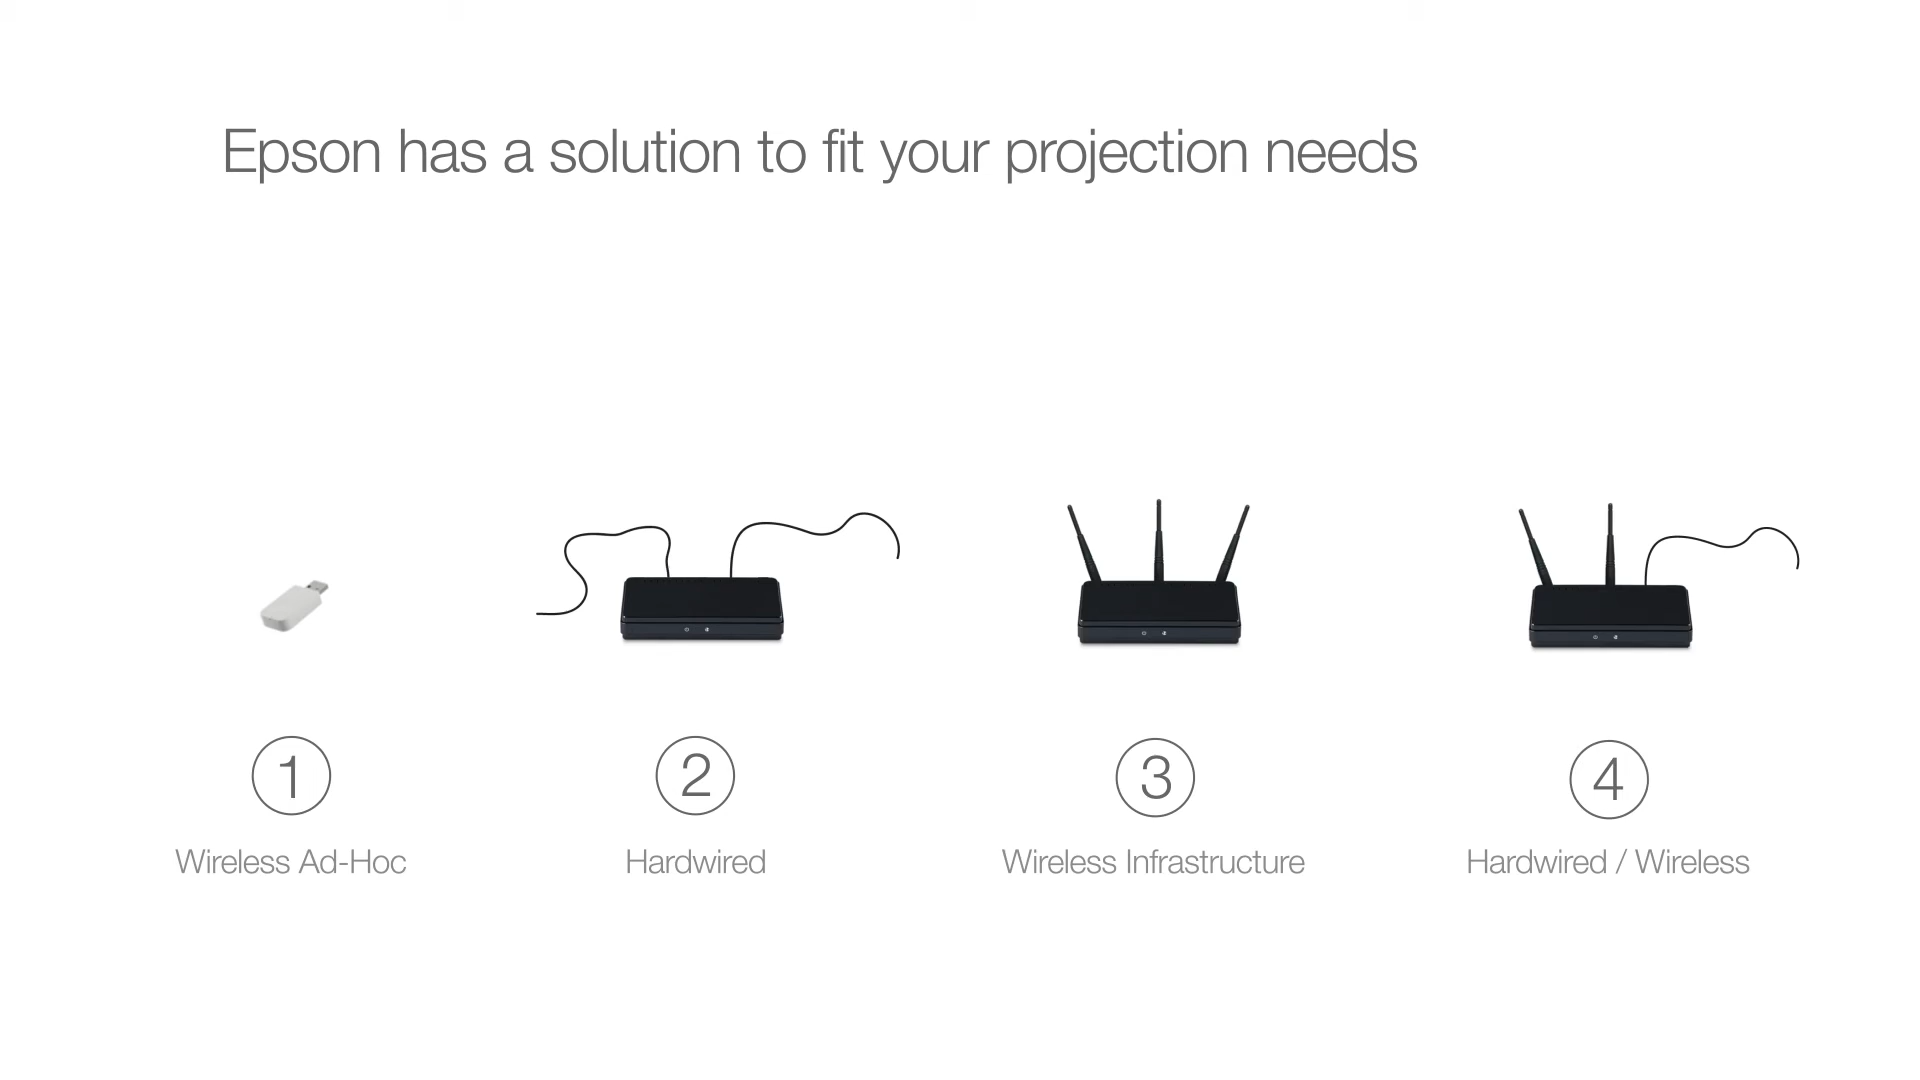 Epson has a solution to fit your projection needs
1
2
3
4
Wireless Ad-Hoc
Hardwired
Wireless Infrastructure
Hardwired / Wireless